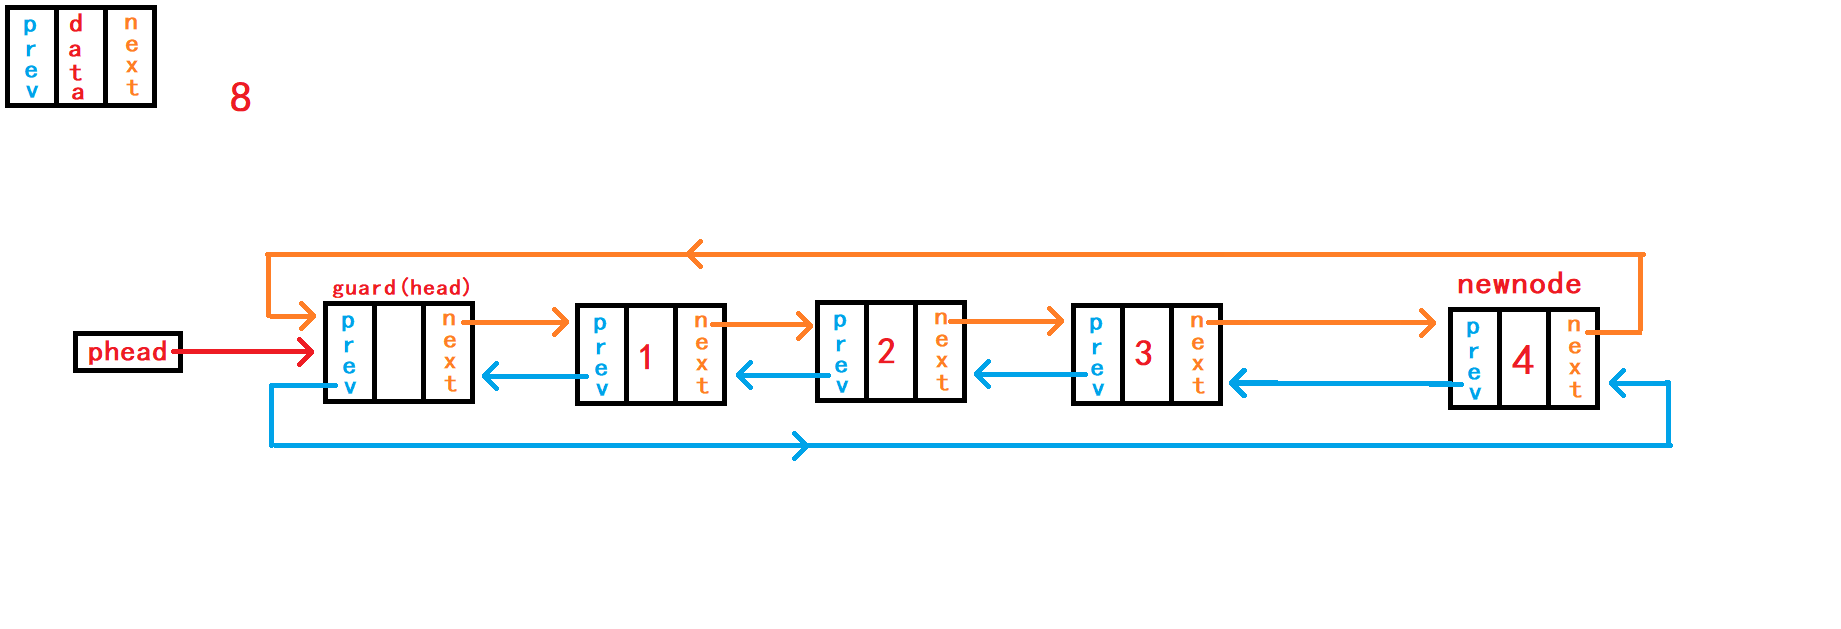 prev data next
8
guard(head)
newnode
phead
prev next
prev 1 next
prev 2 next
prev 3 next
prev 4 next